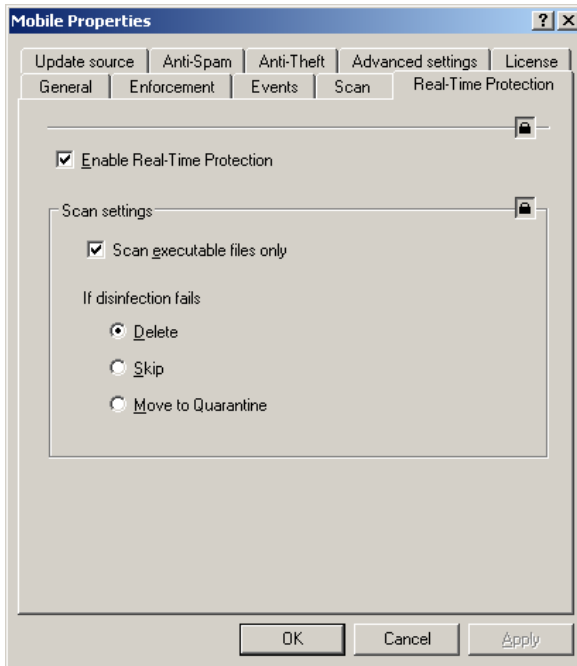 Mobile Properties
Update source Anti-Spam Anti-Theft Advanced settings License
General Enforcement Events Scan Real-Time Protection
Enable Real-Time Protection
Scan settings
Scan executable files only
If disinfection fails
Delete
Skip
Move to Quarantine
OK Cancel Apply